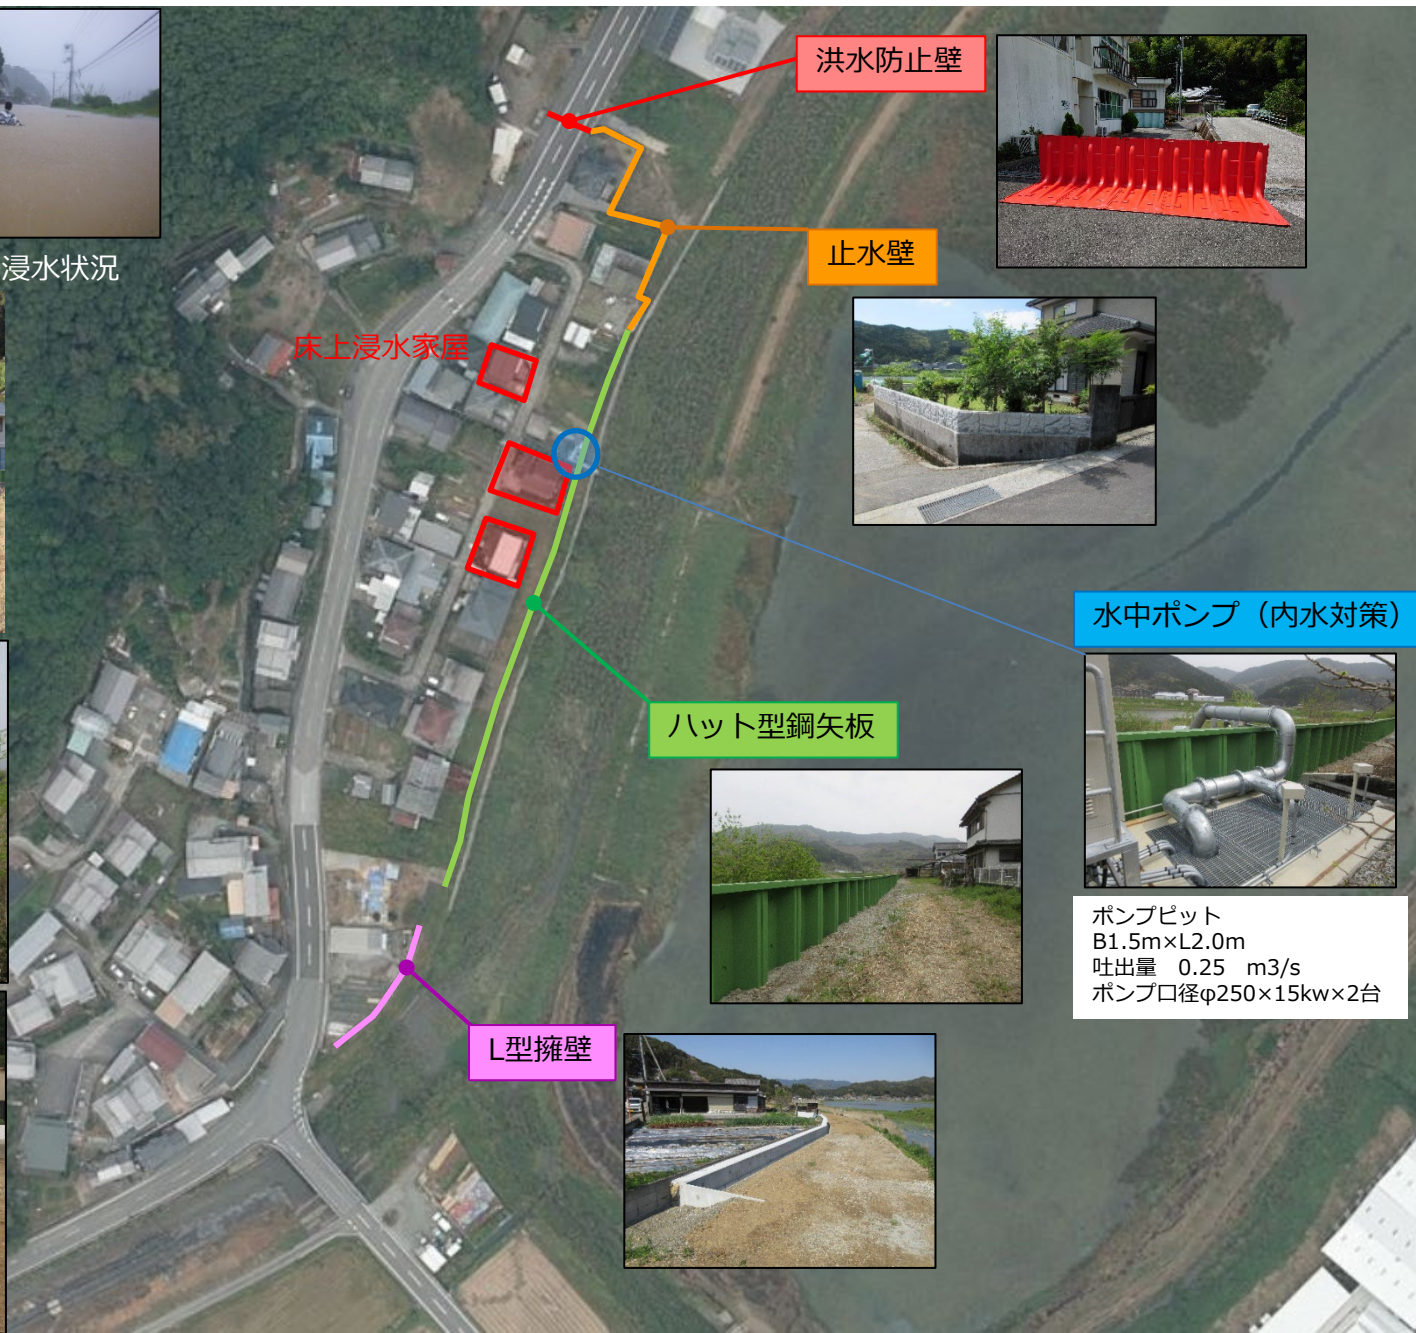 洪水防止壁
止水壁
浸水状況
床上浸水家屋
水中ポンプ（内水対策）
ハット型鋼矢板
ポンプピット
B1.5m×L2.0m
吐出量　0.25　m3/s
ポンプ口径φ250×15kw×2台
L型擁壁